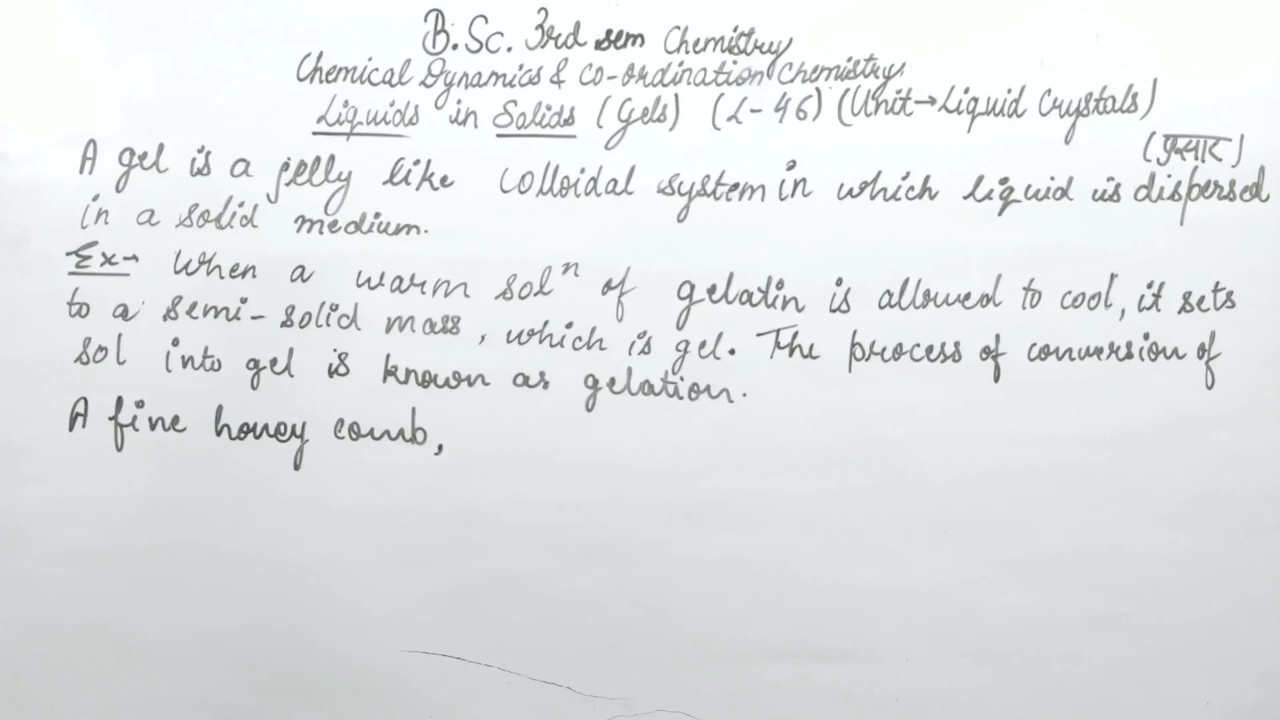 B.Sc. 3rd sem Chemistry
Chemical Dynamics & Co-ordination Chemistry
Liquids in Solids (Gels) (L-46) (Unit→Liquid Crystals)
A gel is a jelly like colloidal system in which liquid is dispersed
in a solid medium.
Ex→ When a warm solⁿ of gelatin is allowed to cool, it sets
to a semi-solid mass, which is gel. The process of conversion of
sol into gel is known as gelation.
A fine honey comb,